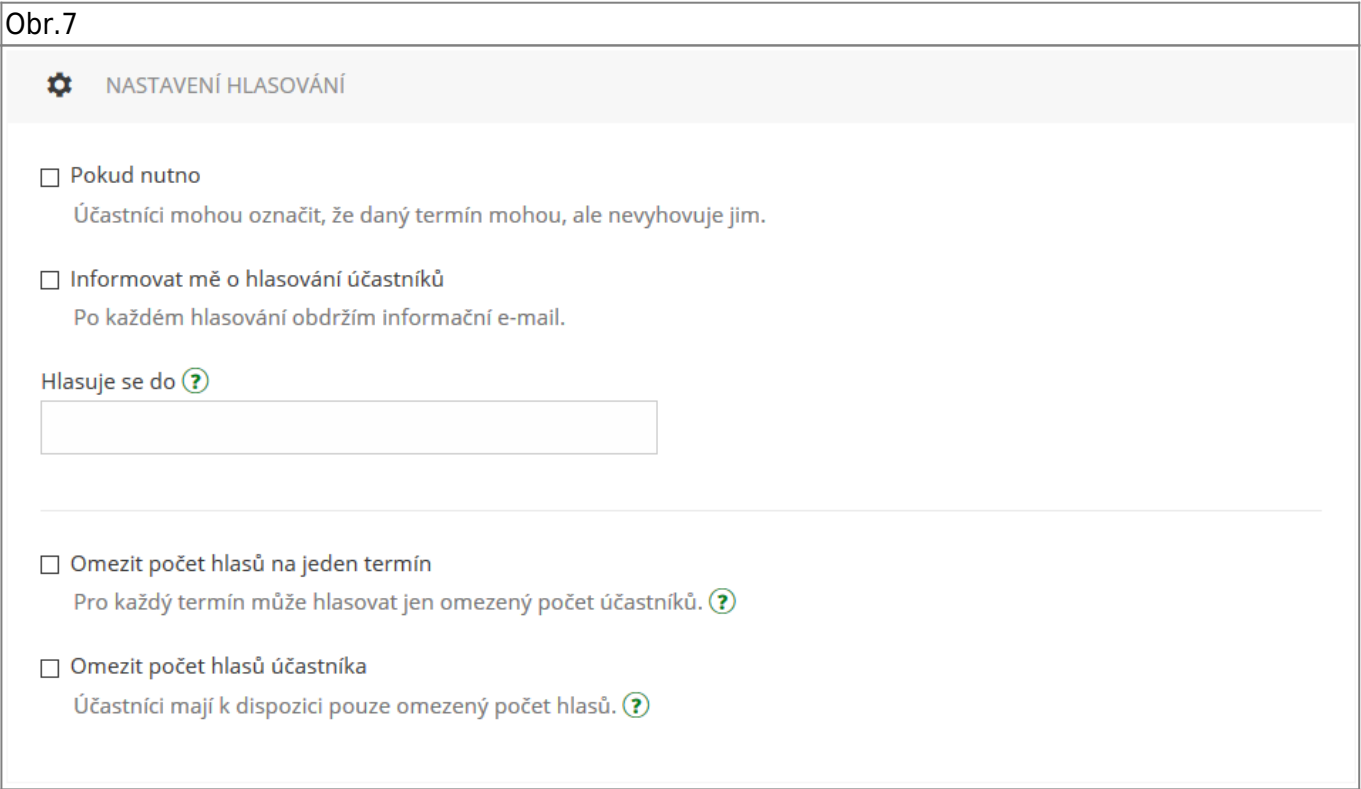 Obr.7
NASTAVENÍ HLASOVÁNÍ
Pokud nutno
Účastníci mohou označit, že daný termín mohou, ale nevyhovuje jim.
Informovat mě o hlasování účastníků
Po každém hlasování obdržím informační e-mail.
Hlasuje se do ?
Omezit počet hlasů na jeden termín
Pro každý termín může hlasovat jen omezený počet účastníků. ?
Omezit počet hlasů účastníka
Účastníci mají k dispozici pouze omezený počet hlasů. ?